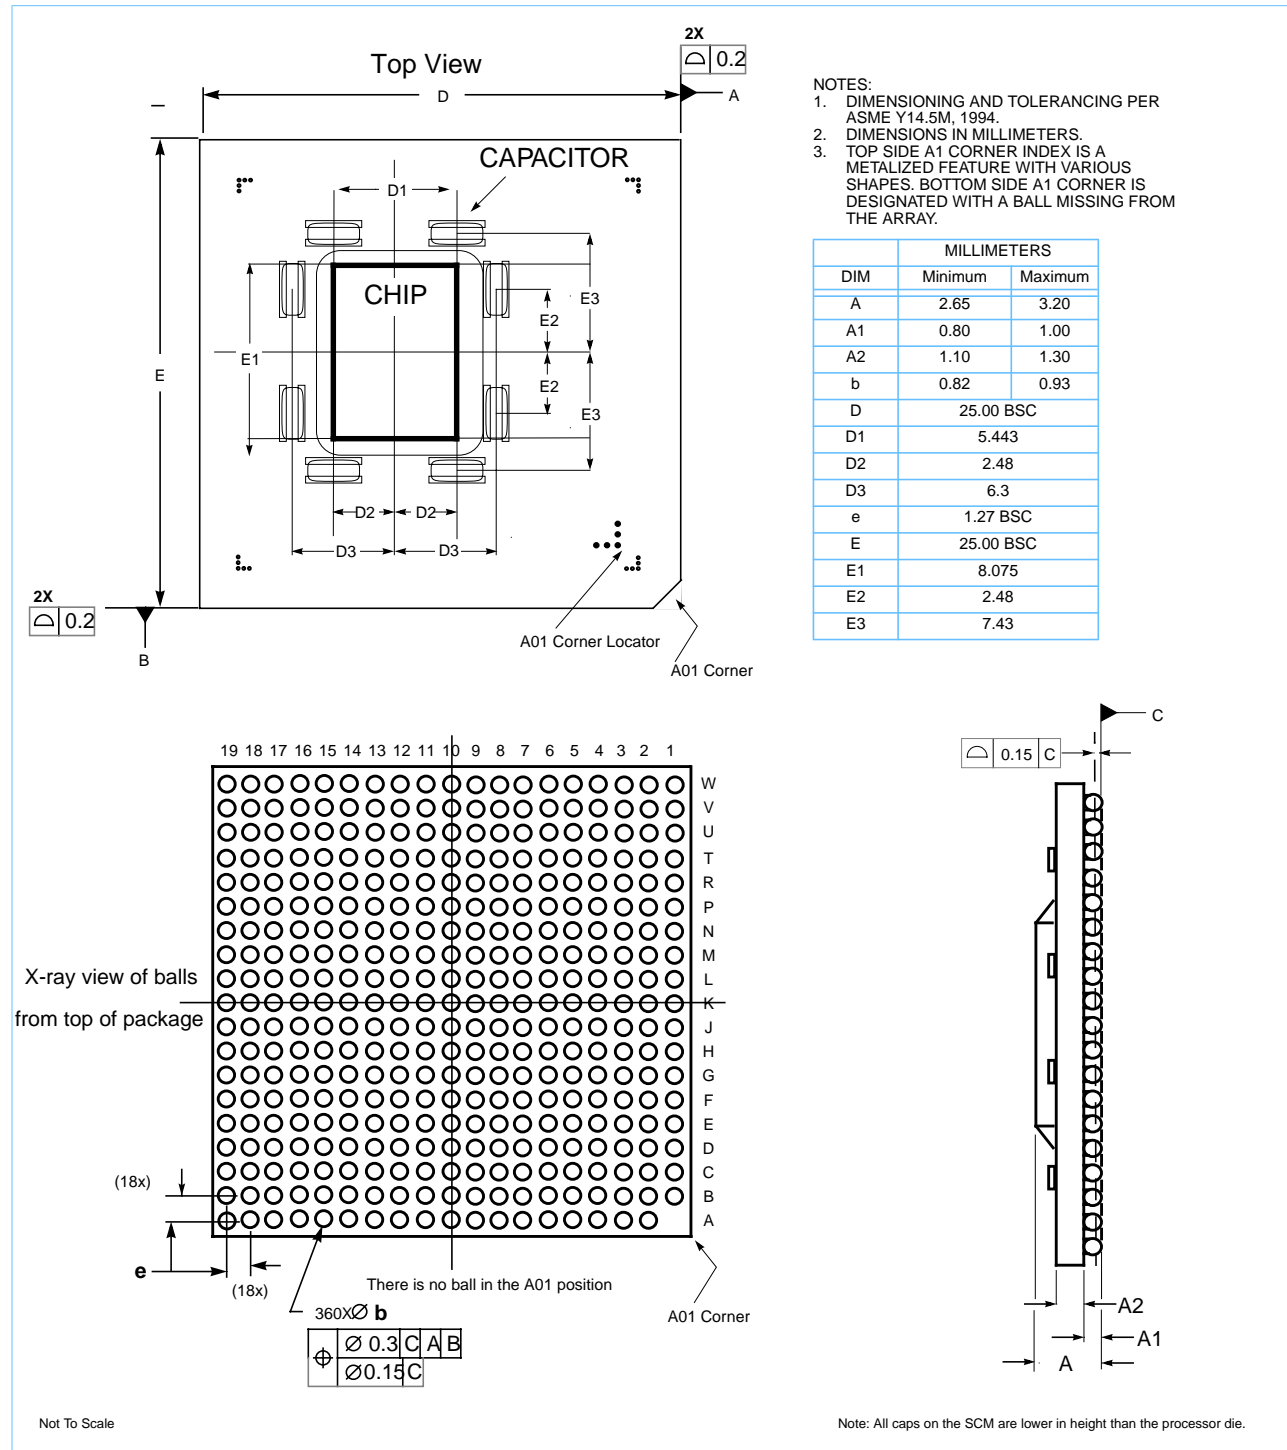 2X
0.2
Top View
D
A
NOTES:
1. DIMENSIONING AND TOLERANCING PER
ASME Y14.5M, 1994.
2. DIMENSIONS IN MILLIMETERS.
3. TOP SIDE A1 CORNER INDEX IS A
METALIZED FEATURE WITH VARIOUS
SHAPES. BOTTOM SIDE A1 CORNER IS
DESIGNATED WITH A BALL MISSING FROM
THE ARRAY.
CAPACITOR
D1
CHIP
E3
E2
E1
E
E2
E3
D2 D2
D3 D3
2X
0.2
B
A01 Corner Locator
A01 Corner
MILLIMETERS
DIM Minimum Maximum
A 2.65 3.20
A1 0.80 1.00
A2 1.10 1.30
b 0.82 0.93
D 25.00 BSC
D1 5.443
D2 2.48
D3 6.3
e 1.27 BSC
E 25.00 BSC
E1 8.075
E2 2.48
E3 7.43
19 18 17 16 15 14 13 12 11 10 9 8 7 6 5 4 3 2 1
W
V
U
T
R
P
N
M
L
K
J
H
G
F
E
D
C
B
A
X-ray view of balls
from top of package
(18x)
e
(18x)
There is no ball in the A01 position
360X∅ b
∅ 0.3 C A B
∅0.15 C
A01 Corner
C
0.15 C
A2
A1
A
Not To Scale
Note: All caps on the SCM are lower in height than the processor die.